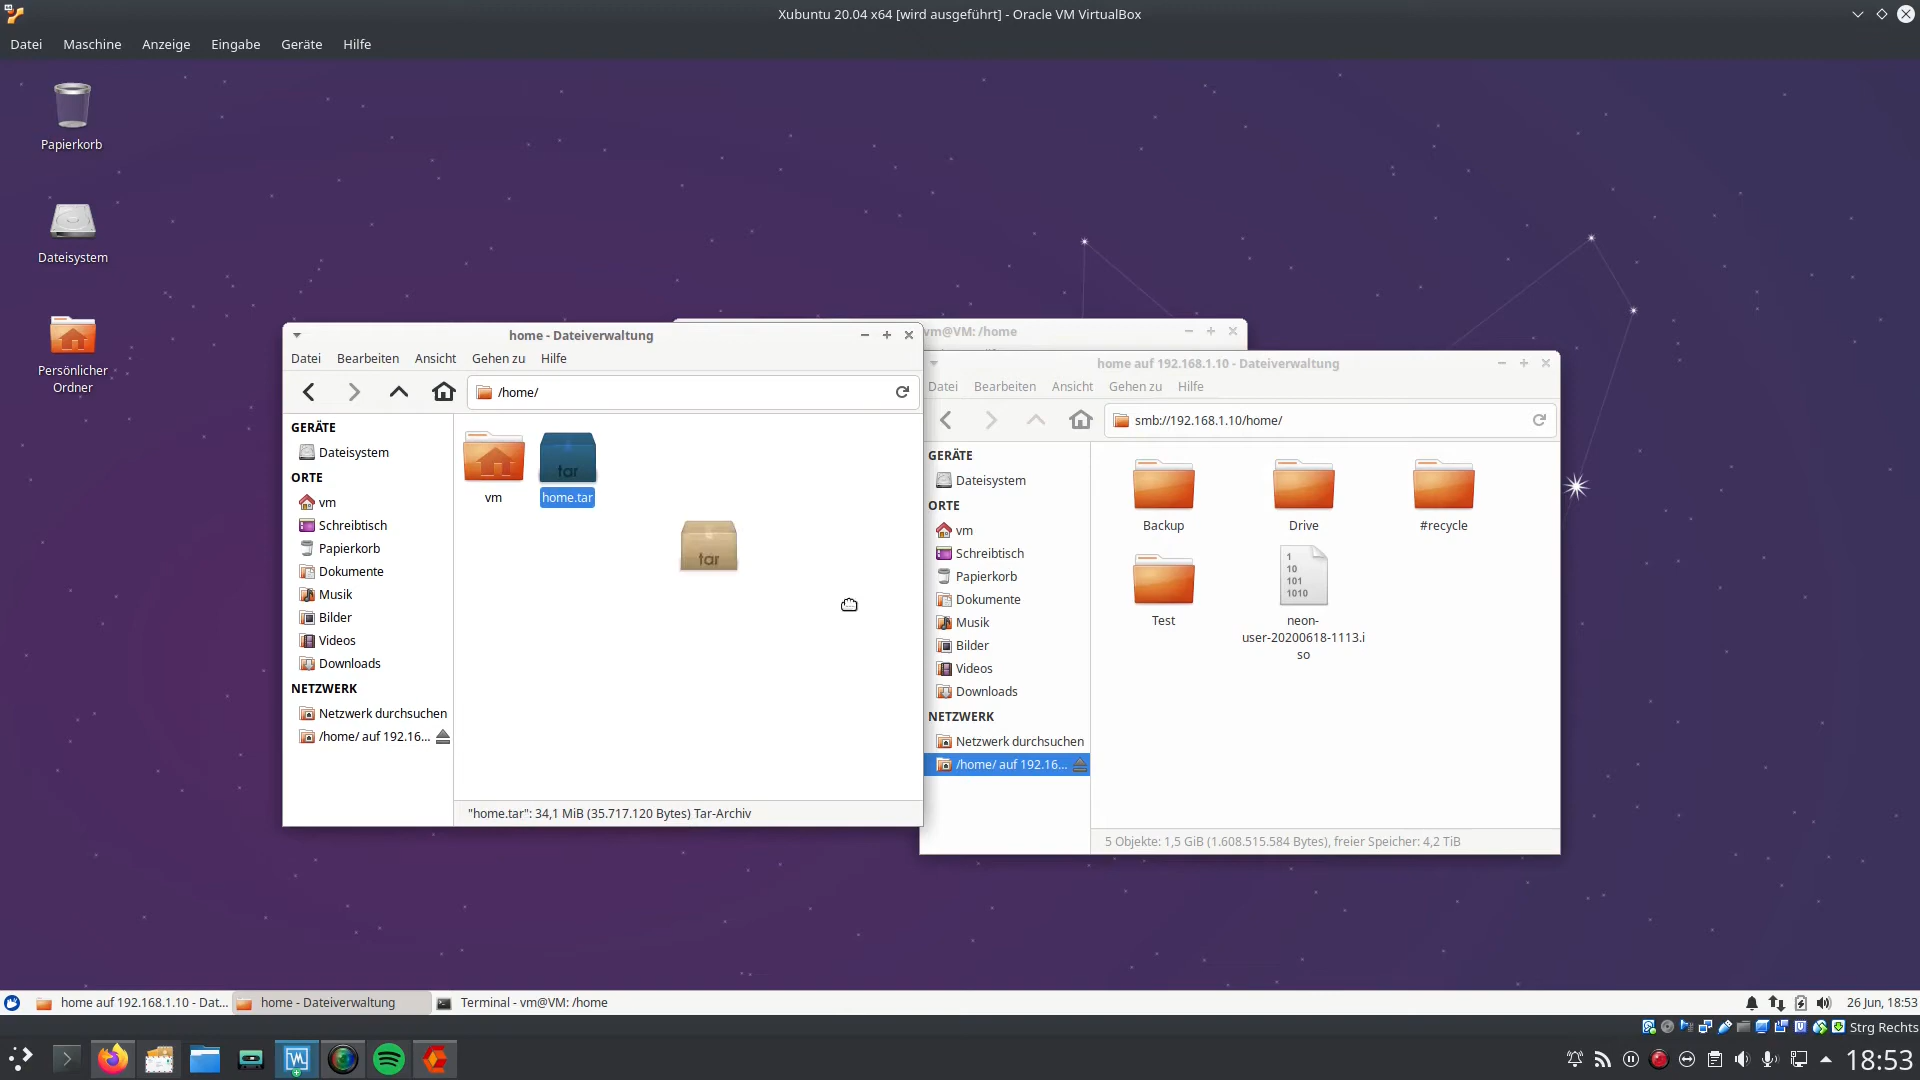 Xubuntu 20.04 x64 [wird ausgeführt] - Oracle VM VirtualBox
Datei Maschine Anzeige Eingabe Geräte Hilfe
Papierkorb
Dateisystem
Persönlicher
Ordner
home - Dateiverwaltung
Datei Bearbeiten Ansicht Gehen zu Hilfe
/home/
GERÄTE
Dateisystem
ORTE
vm
Schreibtisch
Papierkorb
Dokumente
Musik
Bilder
Videos
Downloads
NETZWERK
Netzwerk durchsuchen
/home/ auf 192.16...
tar
vm
home.tar
tar
"home.tar": 34,1 MiB (35.717.120 Bytes) Tar-Archiv
vm@VM: /home
home auf 192.168.1.10 - Dateiverwaltung
Datei Bearbeiten Ansicht Gehen zu Hilfe
smb://192.168.1.10/home/
GERÄTE
Dateisystem
ORTE
vm
Schreibtisch
Papierkorb
Dokumente
Musik
Bilder
Videos
Downloads
NETZWERK
Netzwerk durchsuchen
/home/ auf 192.16...
Backup
Drive
#recycle
1
10
101
1010
Test
neon-
user-20200618-1113.i
so
5 Objekte: 1,5 GiB (1.608.515.584 Bytes), freier Speicher: 4,2 TiB
home auf 192.168.1.10 - Dat...
home - Dateiverwaltung
Terminal - vm@VM: /home
26 Jun, 18:53
Strg Rechts
18:53